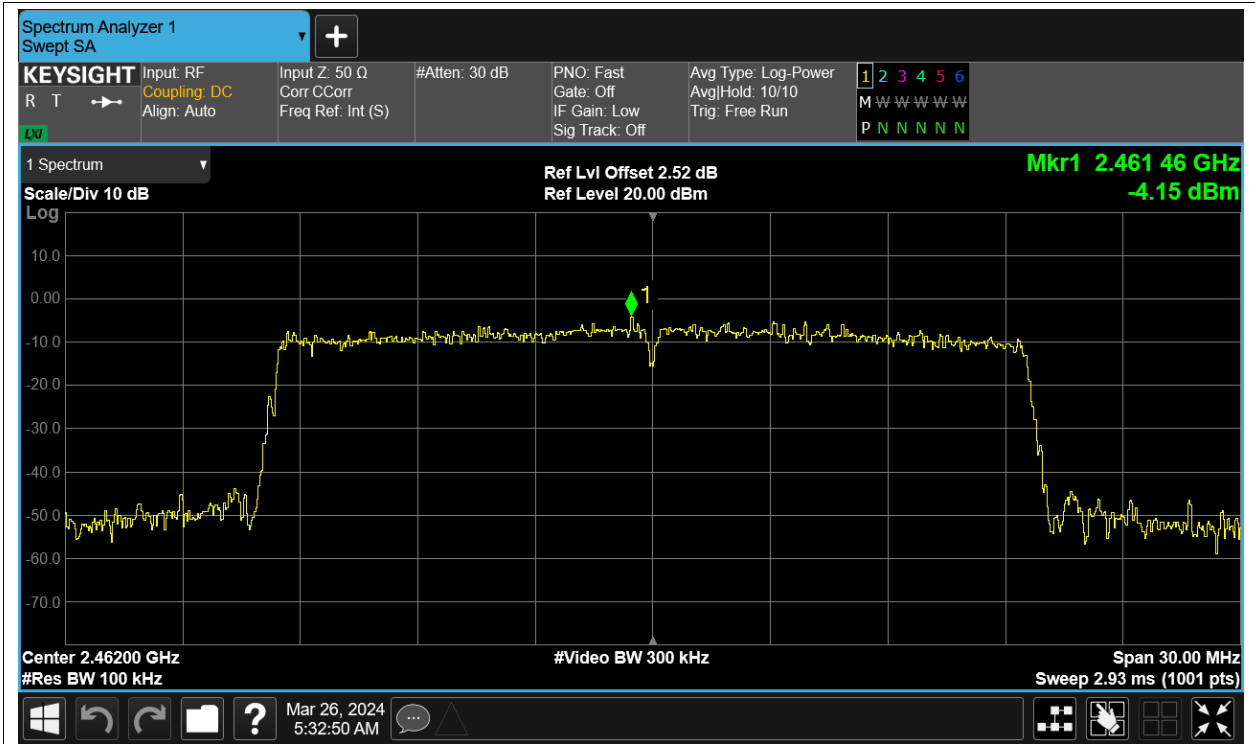 Spectrum Analyzer 1
Swept SA
KEYSIGHT
R T
LXI
Input: RF
Coupling: DC
Align: Auto
Input Z: 50 Ω
Corr CCorr
Freq Ref: Int (S)
#Atten: 30 dB
PNO: Fast
Gate: Off
IF Gain: Low
Sig Track: Off
Avg Type: Log-Power
Avg|Hold: 10/10
Trig: Free Run
1 2 3 4 5 6
M W W W W W
P N N N N N
1 Spectrum
Scale/Div 10 dB
Log
Ref Lvl Offset 2.52 dB
Ref Level 20.00 dBm
Mkr1 2.461 46 GHz
-4.15 dBm
10.0
0.00
-10.0
-20.0
-30.0
-40.0
-50.0
-60.0
-70.0
1
Center 2.46200 GHz
#Res BW 100 kHz
#Video BW 300 kHz
Span 30.00 MHz
Sweep 2.93 ms (1001 pts)
?
Mar 26, 2024
5:32:50 AM